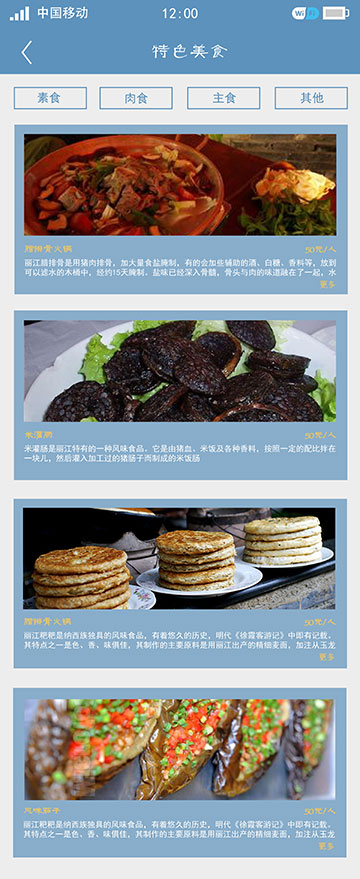 中国移动 12:00 WiFi
特色美食
素食 肉食 主食 其他
腊排骨火锅 50元/人
丽江腊排骨是用猪肉排骨，加大量食盐腌制，有的会加些辅助的酒、白糖、香料等，放到
可以滤水的木桶中，经约15天腌制。盐味已经深入骨髓，骨头与肉的味道融在了一起，水
更多
米灌肠 50元/人
米灌肠是丽江特有的一种风味食品。它是由猪血、米饭及各种香料，按照一定的配比拌在
一块儿，然后灌入加工过的猪肠子而制成的米饭肠
腊排骨火锅 50元/人
丽江粑粑是纳西族独具的风味食品，有着悠久的历史，明代《徐霞客游记》中即有记载。
其特点之一是色、香、味俱佳，其制作的主要原料是用丽江出产的精细麦面，加注从玉龙
更多
风味茄子 50元/人
丽江粑粑是纳西族独具的风味食品，有着悠久的历史，明代《徐霞客游记》中即有记载。
其特点之一是色、香、味俱佳，其制作的主要原料是用丽江出产的精细麦面，加注从玉龙
更多